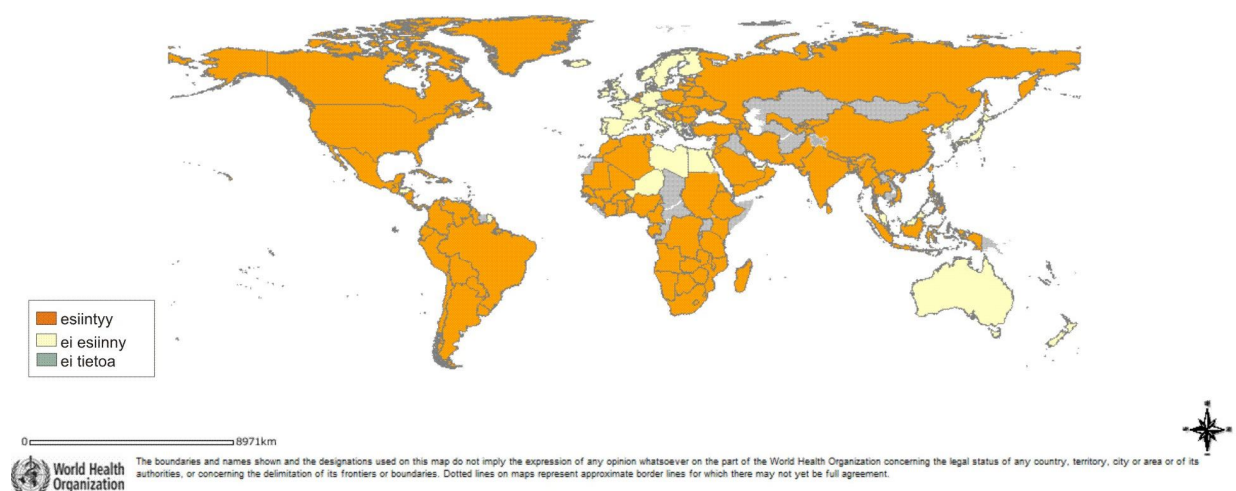 esiintyy
ei esiinny
ei tietoa
0 8971km
World Health
Organization
The boundaries and names shown and the designations used on this map do not imply the expression of any opinion whatsoever on the part of the World Health Organization concerning the legal status of any country, territory, city or area or of its
authorities, or concerning the delimitation of its frontiers or boundaries. Dotted lines on maps represent approximate border lines for which there may not yet be full agreement.